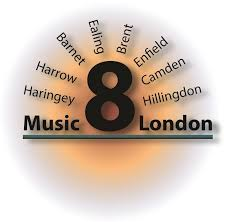 Haringey
Harrow
Barnet
Ealing
Brent
Enfield
Camden
Hillingdon
Music 8 London